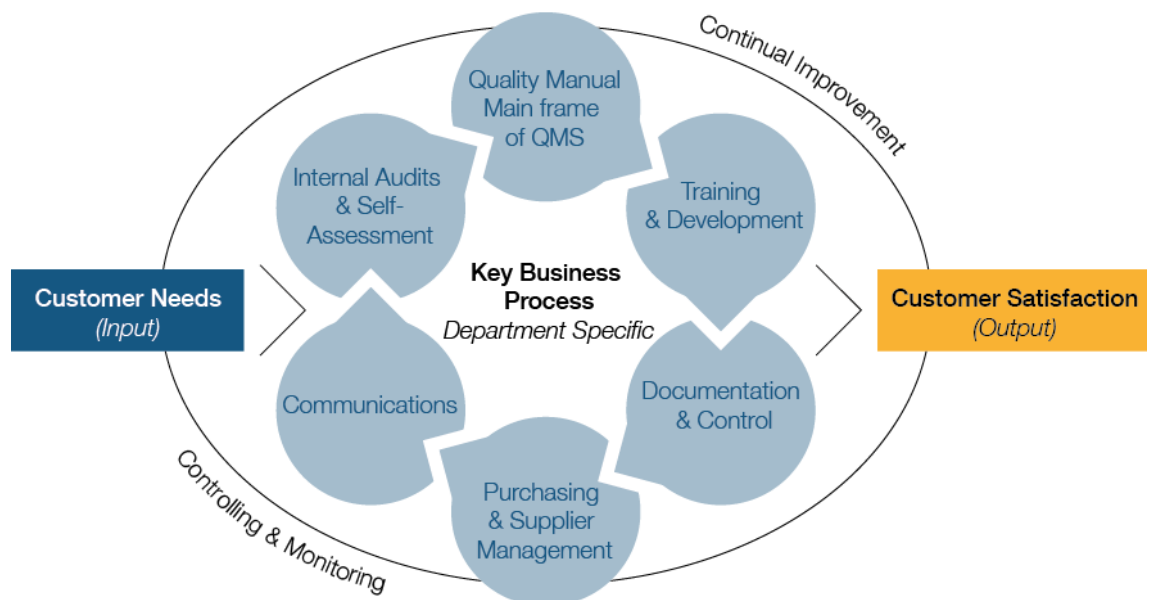 Continual Improvement
Quality Manual
Main frame
of QMS
Internal Audits
& Self-
Assessment
Training
& Development
Key Business
Process
Department Specific
Customer Needs
(Input)
Customer Satisfaction
(Output)
Communications
Documentation
& Control
Purchasing
& Supplier
Management
Controlling & Monitoring